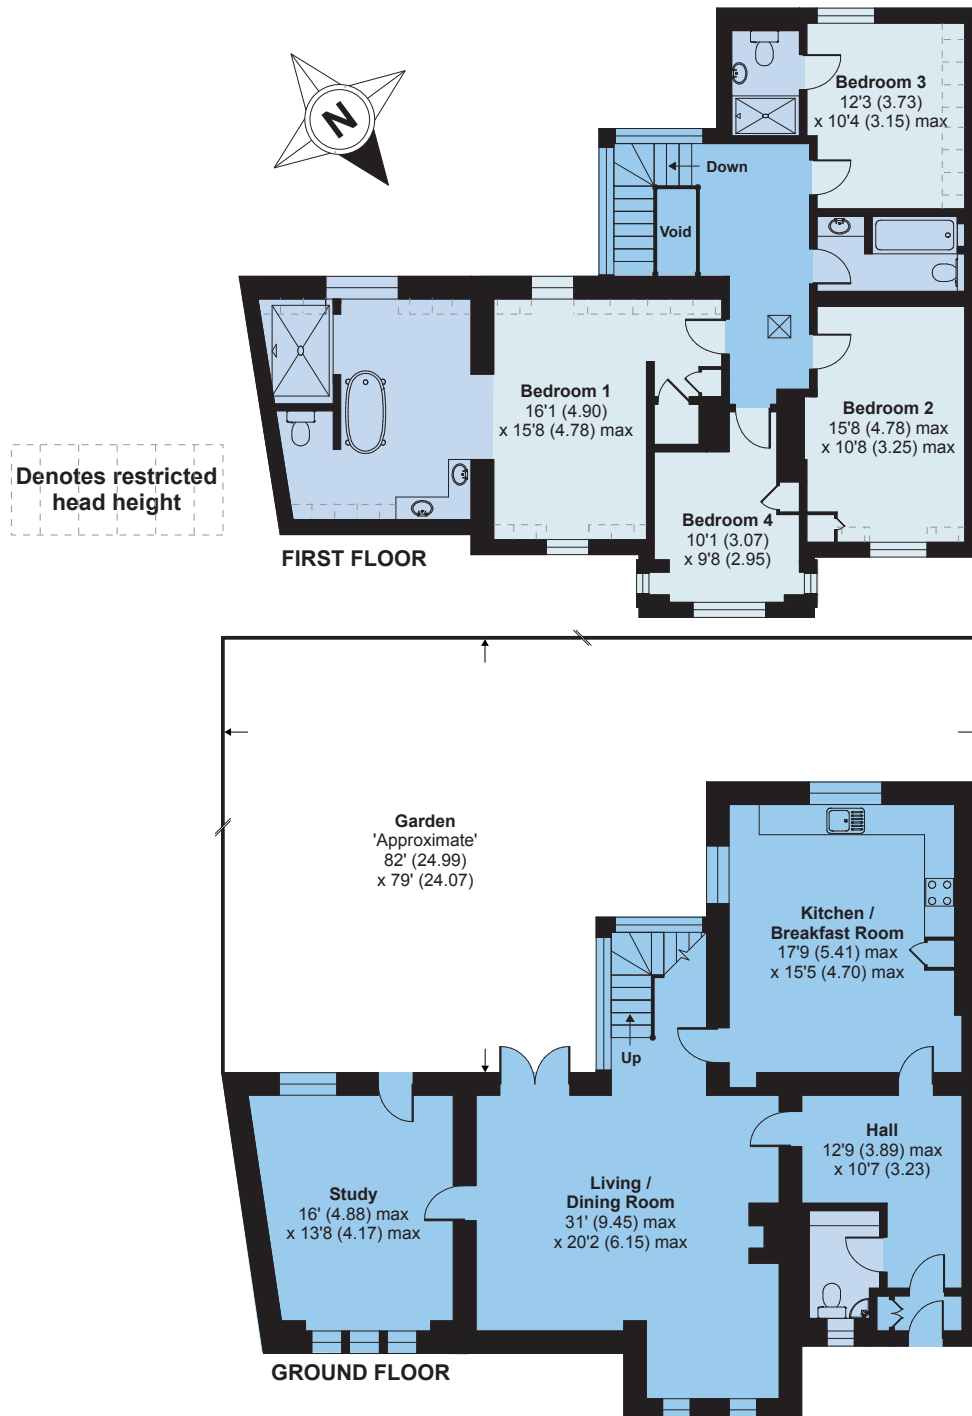 N
Bedroom 3
12'3 (3.73)
x 10'4 (3.15) max
Down
Void
Bedroom 1
16'1 (4.90)
x 15'8 (4.78) max
Bedroom 2
15'8 (4.78) max
x 10'8 (3.25) max
Denotes restricted
head height
Bedroom 4
10'1 (3.07)
x 9'8 (2.95)
FIRST FLOOR
Garden
'Approximate'
82' (24.99)
x 79' (24.07)
Kitchen /
Breakfast Room
17'9 (5.41) max
x 15'5 (4.70) max
Up
Hall
12'9 (3.89) max
x 10'7 (3.23)
Study
16' (4.88) max
x 13'8 (4.17) max
Living /
Dining Room
31' (9.45) max
x 20'2 (6.15) max
GROUND FLOOR